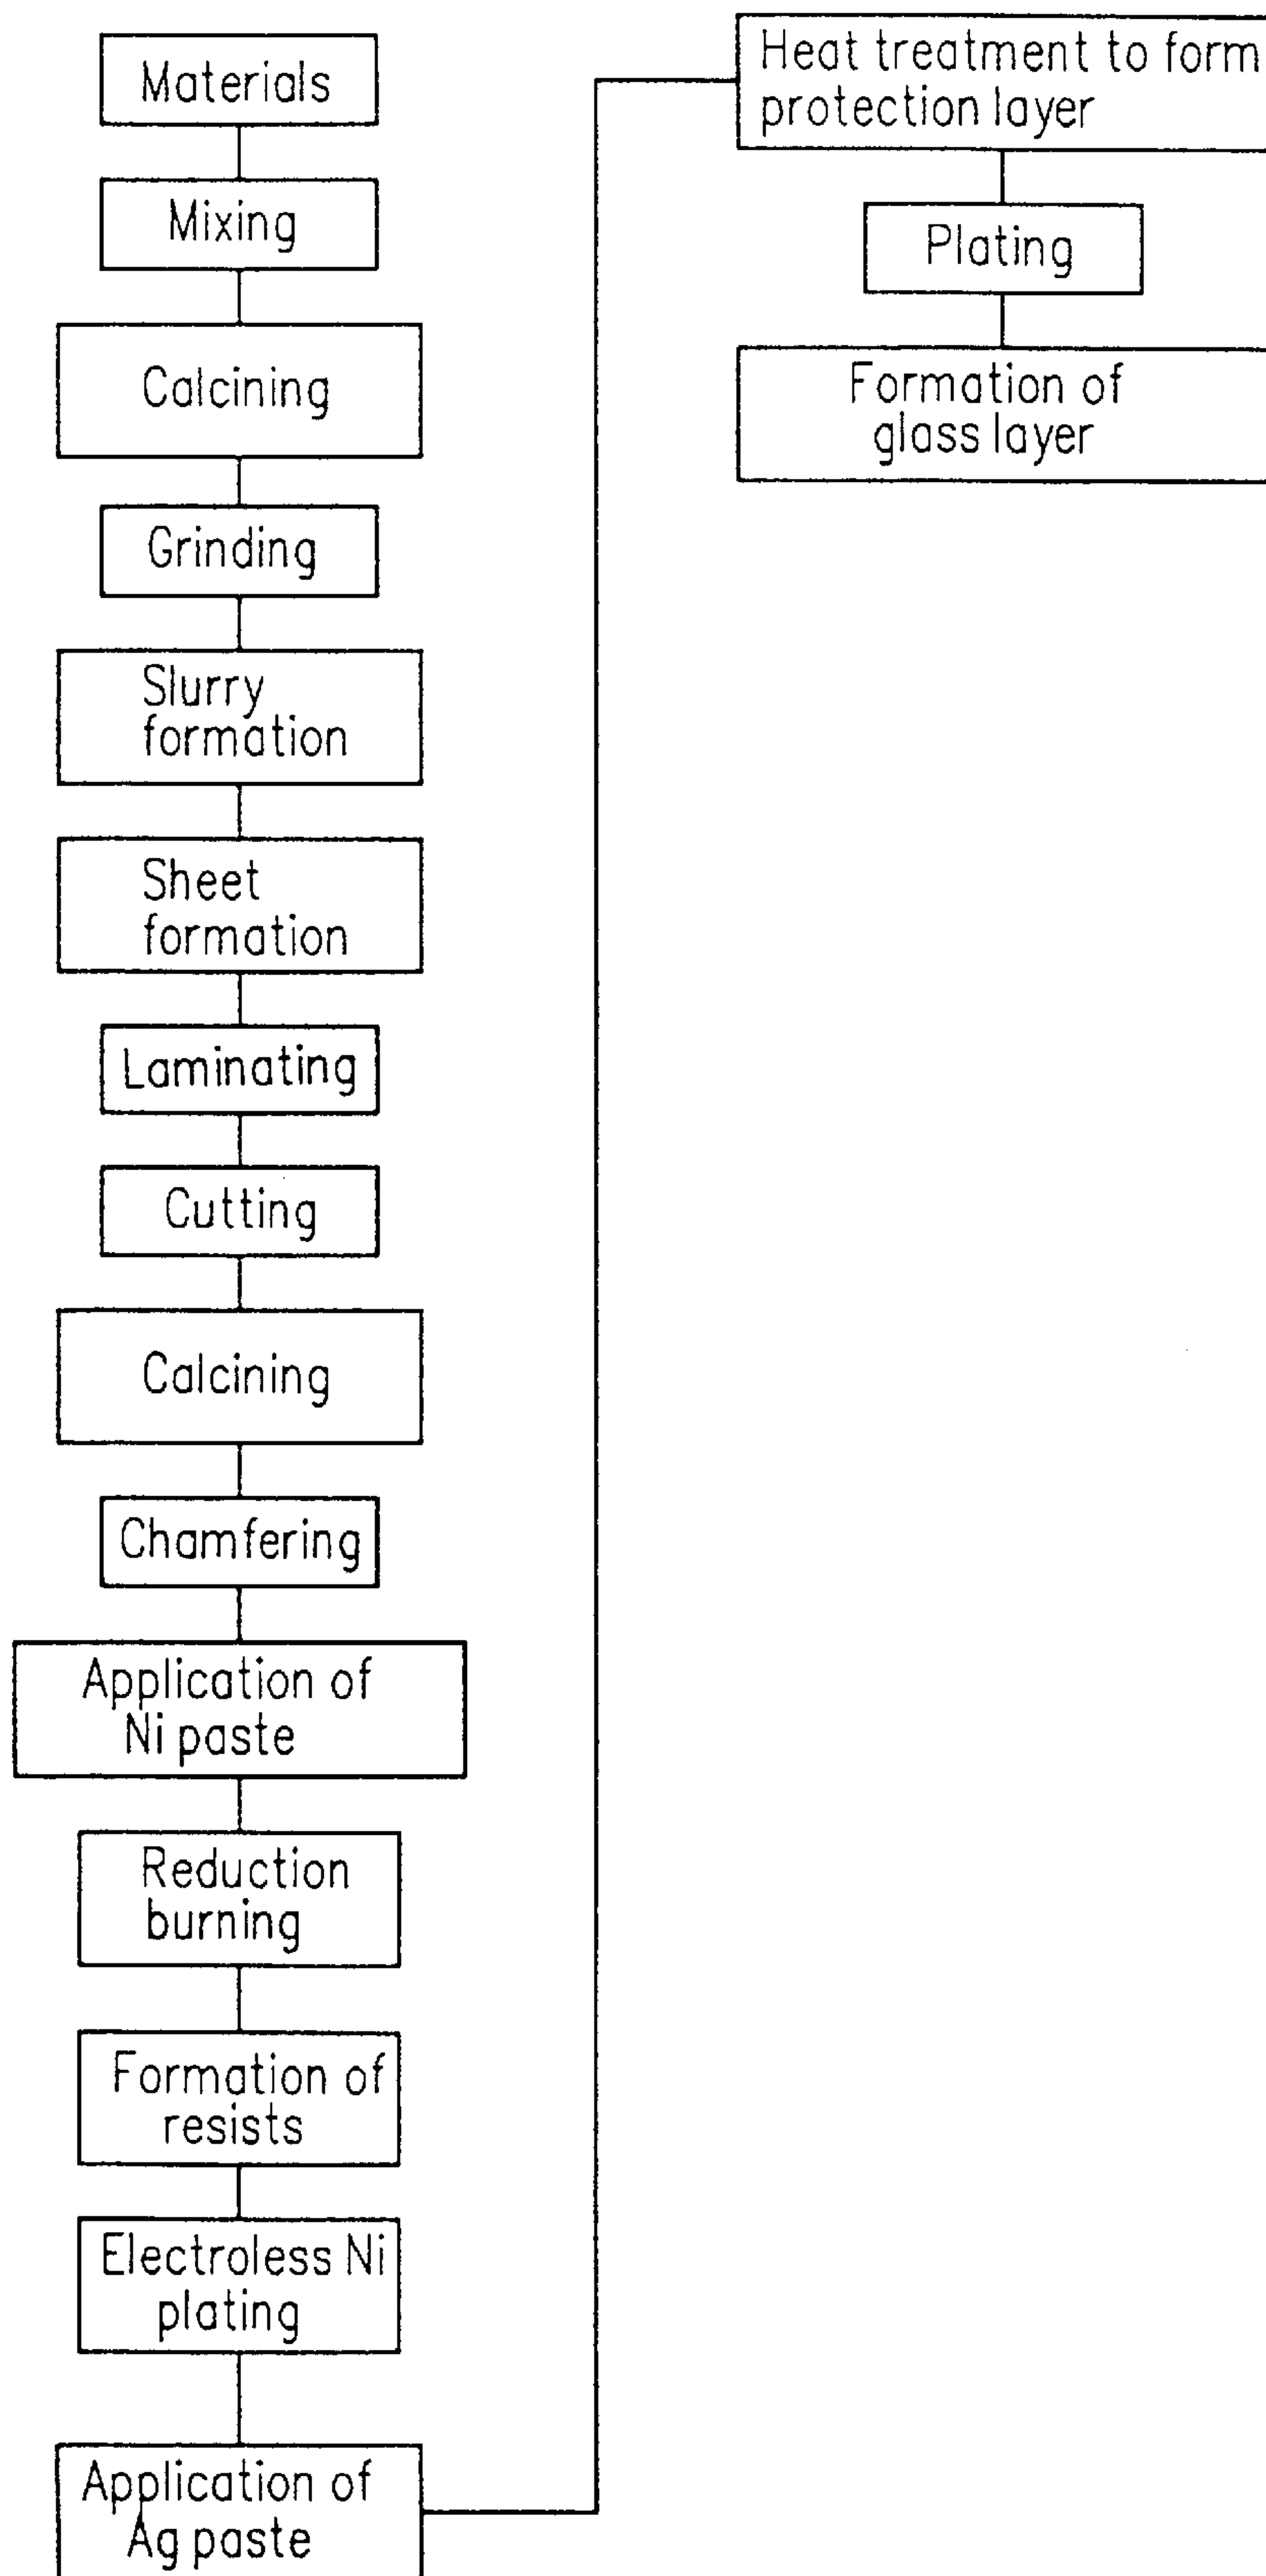 Materials
Mixing
Calcining
Grinding
Slurry
formation
Sheet
formation
Laminating
Cutting
Calcining
Chamfering
Application of
Ni paste
Reduction
burning
Formation of
resists
Electroless Ni
plating
Application of
Ag paste
Heat treatment to form
protection layer
Plating
Formation of
glass layer